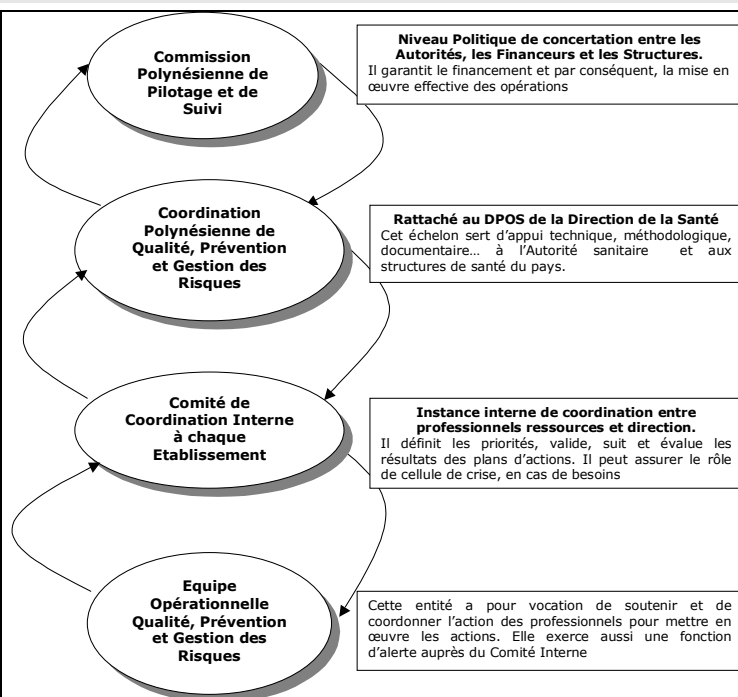 Commission
Polynésienne de
Pilotage et de
Suivi
Niveau Politique de concertation entre les
Autorités, les Financeurs et les Structures.
Il garantit le financement et par conséquent, la mise en
œuvre effective des opérations
Coordination
Polynésienne de
Qualité, Prévention
et Gestion des
Risques
Rattaché au DPOS de la Direction de la Santé
Cet échelon sert d’appui technique, méthodologique,
documentaire… à l’Autorité sanitaire et aux
structures de santé du pays.
Comité de
Coordination Interne
à chaque
Etablissement
Instance interne de coordination entre
professionnels ressources et direction.
Il définit les priorités, valide, suit et évalue les
résultats des plans d’actions. Il peut assurer le rôle
de cellule de crise, en cas de besoins
Equipe
Opérationnelle
Qualité, Prévention
et Gestion des
Risques
Cette entité a pour vocation de soutenir et de
coordonner l’action des professionnels pour mettre en
œuvre les actions. Elle exerce aussi une fonction
d’alerte auprès du Comité Interne